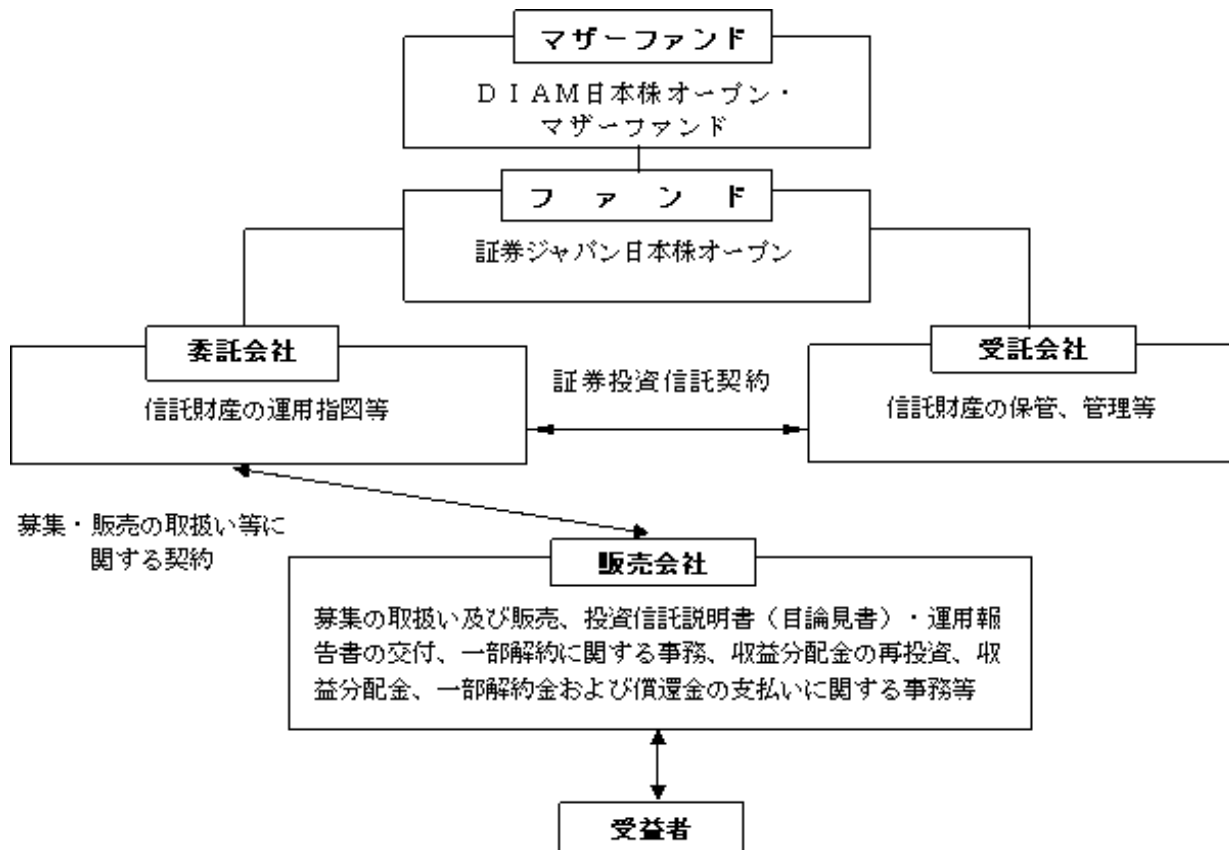 マザーファンド
ＤＩＡＭ日本株オープン・
マザーファンド
ファンド
証券ジャパン日本株オープン
委託会社
信託財産の運用指図等
証券投資信託契約
受託会社
信託財産の保管、管理等
募集・販売の取扱い等に
関する契約
販売会社
募集の取扱い及び販売、投資信託説明書（目論見書）・運用報
告書の交付、一部解約に関する事務、収益分配金の再投資、収
益分配金、一部解約金および償還金の支払いに関する事務等
受益者